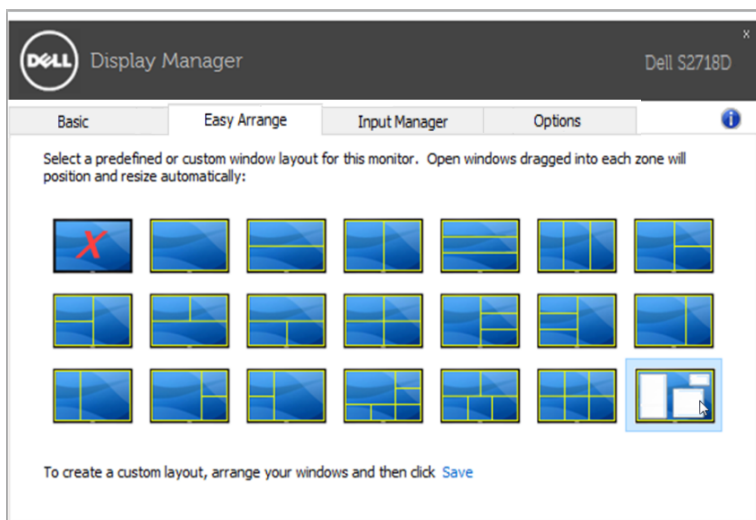 DELL Display Manager
x
Dell S2718D
Basic Easy Arrange Input Manager Options
Select a predefined or custom window layout for this monitor. Open windows dragged into each zone will
position and resize automatically:
X
To create a custom layout, arrange your windows and then click Save